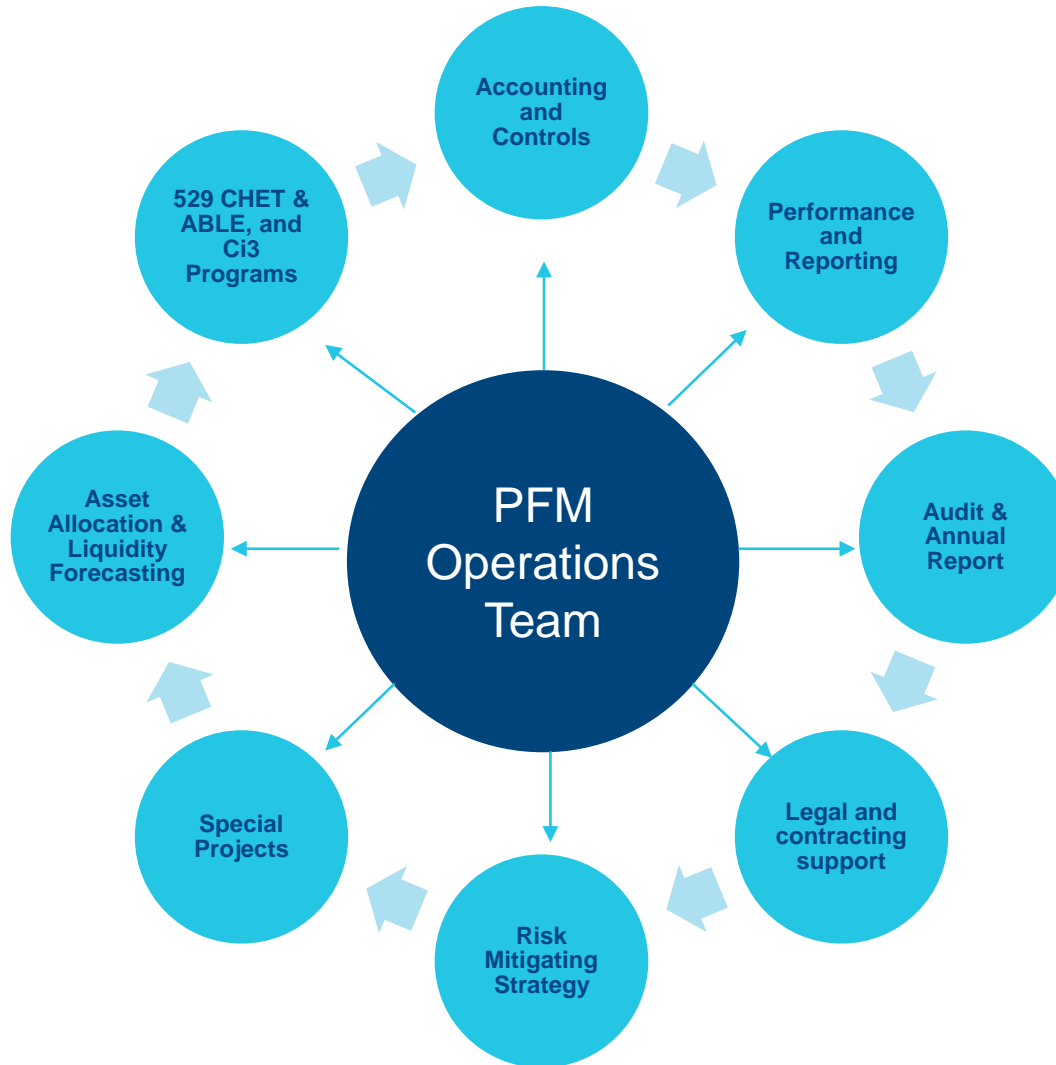 Accounting
and
Controls
Performance
and
Reporting
Audit &
Annual
Report
Legal and
contracting
support
Risk
Mitigating
Strategy
Special
Projects
Asset
Allocation &
Liquidity
Forecasting
529 CHET &
ABLE, and
Ci3
Programs
PFM
Operations
Team